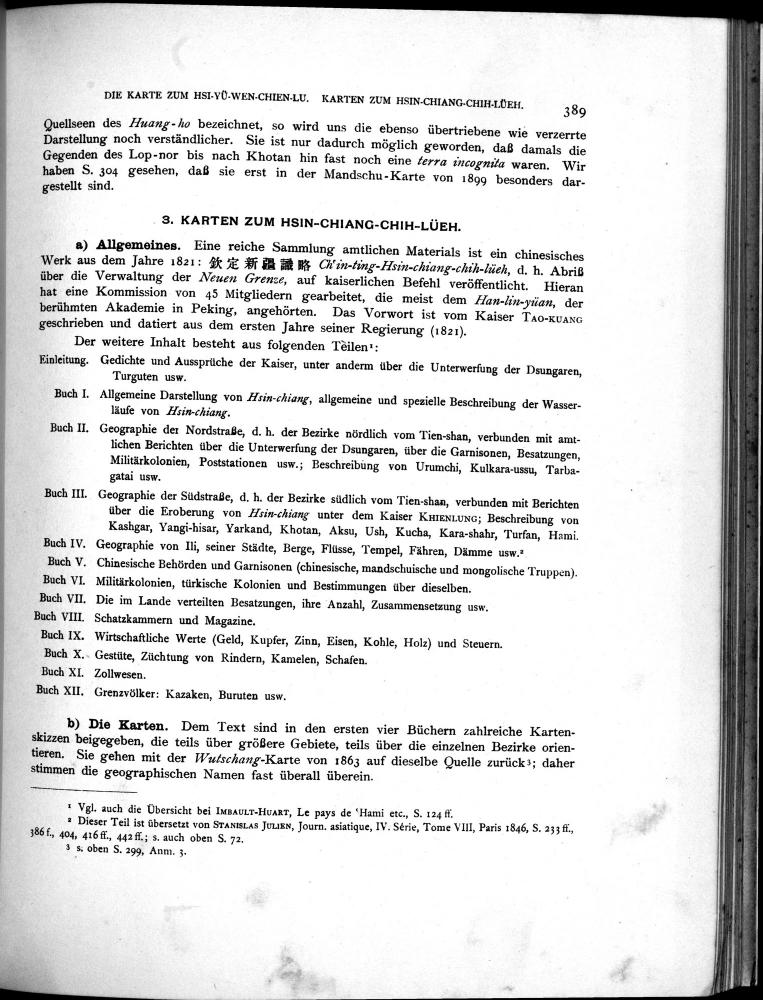 DIE KARTE ZUM HSI-YÜ-WEN-CHIEN-LU. KARTEN ZUM HSIN-CHIANG-CHIH-LÜEH. 389
Quellseen des Huang-ho bezeichnet, so wird uns die ebenso übertriebene wie verzerrte
Darstellung noch verständlicher. Sie ist nur dadurch möglich geworden, daß damals die
Gegenden des Lop-nor bis nach Khotan hin fast noch eine terra incognita waren. Wir
haben S. 304 gesehen, daß sie erst in der Mandschu-Karte von 1899 besonders dar-
gestellt sind.
3. KARTEN ZUM HSIN-CHIANG-CHIH-LÜEH.
a) Allgemeines. Eine reiche Sammlung amtlichen Materials ist ein chinesisches
Werk aus dem Jahre 1821: 欽定新疆識略 Ch'in-ting-Hsin-chiang-chih-lüeh, d. h. Abriß
über die Verwaltung der Neuen Grenze, auf kaiserlichen Befehl veröffentlicht. Hieran
hat eine Kommission von 45 Mitgliedern gearbeitet, die meist dem Han-lin-yüan, der
berühmten Akademie in Peking, angehörten. Das Vorwort ist vom Kaiser TAO-KUANG
geschrieben und datiert aus dem ersten Jahre seiner Regierung (1821).
Der weitere Inhalt besteht aus folgenden Teilen¹:
Einleitung. Gedichte und Aussprüche der Kaiser, unter anderm über die Unterwerfung der Dsungaren,
Turguten usw.
Buch I. Allgemeine Darstellung von Hsin-chiang, allgemeine und spezielle Beschreibung der Wasser-
läufe von Hsin-chiang.
Buch II. Geographie der Nordstraße, d. h. der Bezirke nördlich vom Tien-shan, verbunden mit amt-
lichen Berichten über die Unterwerfung der Dsungaren, über die Garnisonen, Besatzungen,
Militärkolonien, Poststationen usw.; Beschreibung von Urumchi, Kulkara-ussu, Tarba-
gatai usw.
Buch III. Geographie der Südstraße, d. h. der Bezirke südlich vom Tien-shan, verbunden mit Berichten
über die Eroberung von Hsin-chiang unter dem Kaiser KHIENLUNG; Beschreibung von
Kashgar, Yangi-hisar, Yarkand, Khotan, Aksu, Ush, Kucha, Kara-shahr, Turfan, Hami.
Buch IV. Geographie von Ili, seiner Städte, Berge, Flüsse, Tempel, Fähren, Dämme usw.²
Buch V. Chinesische Behörden und Garnisonen (chinesische, mandschuische und mongolische Truppen).
Buch VI. Militärkolonien, türkische Kolonien und Bestimmungen über dieselben.
Buch VII. Die im Lande verteilten Besatzungen, ihre Anzahl, Zusammensetzung usw.
Buch VIII. Schatzkammern und Magazine.
Buch IX. Wirtschaftliche Werte (Geld, Kupfer, Zinn, Eisen, Kohle, Holz) und Steuern.
Buch X. Gestüte, Züchtung von Rindern, Kamelen, Schafen.
Buch XI. Zollwesen.
Buch XII. Grenzvölker: Kazaken, Buruten usw.
b) Die Karten. Dem Text sind in den ersten vier Büchern zahlreiche Karten-
skizzen beigegeben, die teils über größere Gebiete, teils über die einzelnen Bezirke orien-
tieren. Sie gehen mit der Wutschang-Karte von 1863 auf dieselbe Quelle zurück³; daher
stimmen die geographischen Namen fast überall überein.
¹ Vgl. auch die Übersicht bei IMBAULT-HUART, Le pays de ʿHami etc., S. 124 ff.
² Dieser Teil ist übersetzt von STANISLAS JULIEN, Journ. asiatique, IV. Série, Tome VIII, Paris 1846, S. 233 ff.,
386 f., 404, 416 ff., 442 ff.; s. auch oben S. 72.
³ s. oben S. 299, Anm. 3.